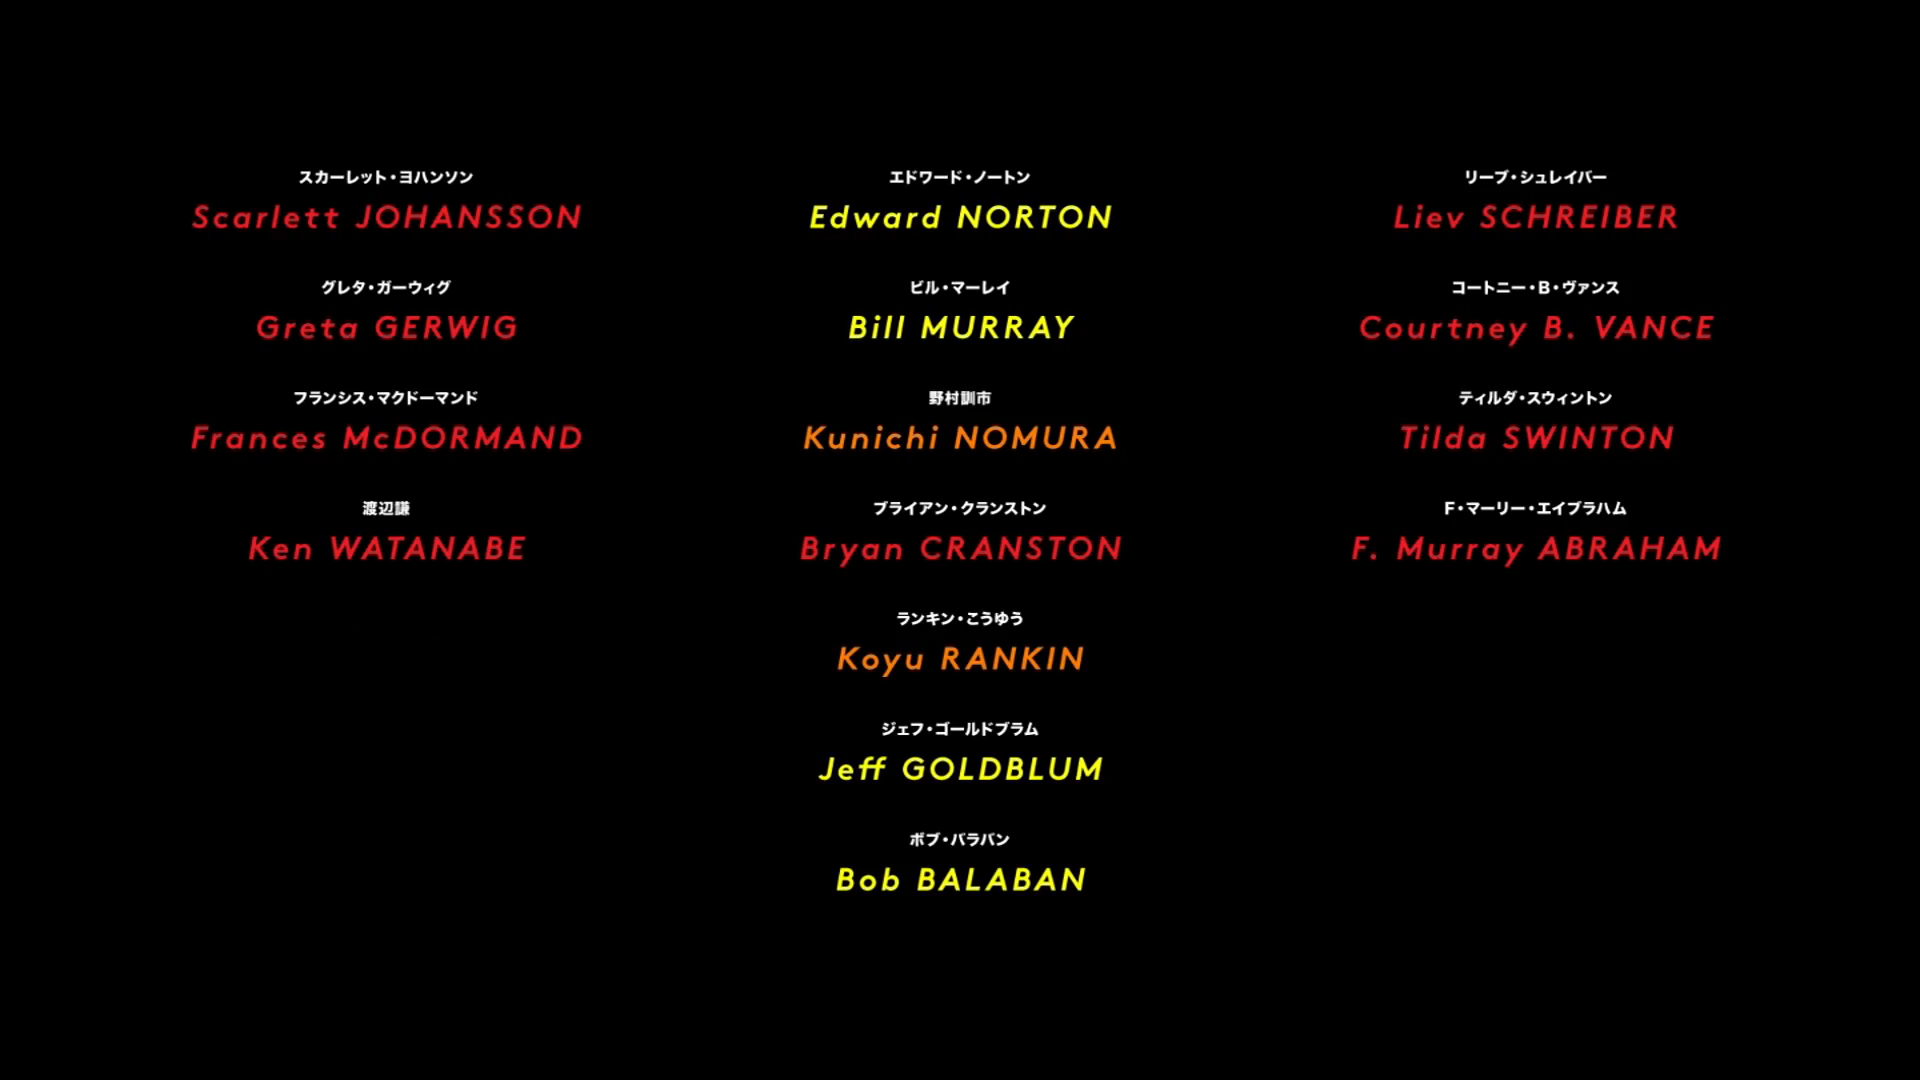 スカーレット・ヨハンソン
Scarlett JOHANSSON
グレタ・ガーウィグ
Greta GERWIG
フランシス・マクドーマンド
Frances McDORMAND
渡辺謙
Ken WATANABE
エドワード・ノートン
Edward NORTON
ビル・マーレイ
Bill MURRAY
野村訓市
Kunichi NOMURA
ブライアン・クランストン
Bryan CRANSTON
ランキン・こうゆう
Koyu RANKIN
ジェフ・ゴールドブラム
Jeff GOLDBLUM
ボブ・バラバン
Bob BALABAN
リーブ・シュレイバー
Liev SCHREIBER
コートニー・B・ヴァンス
Courtney B. VANCE
ティルダ・スウィントン
Tilda SWINTON
F・マーリー・エイブラハム
F. Murray ABRAHAM